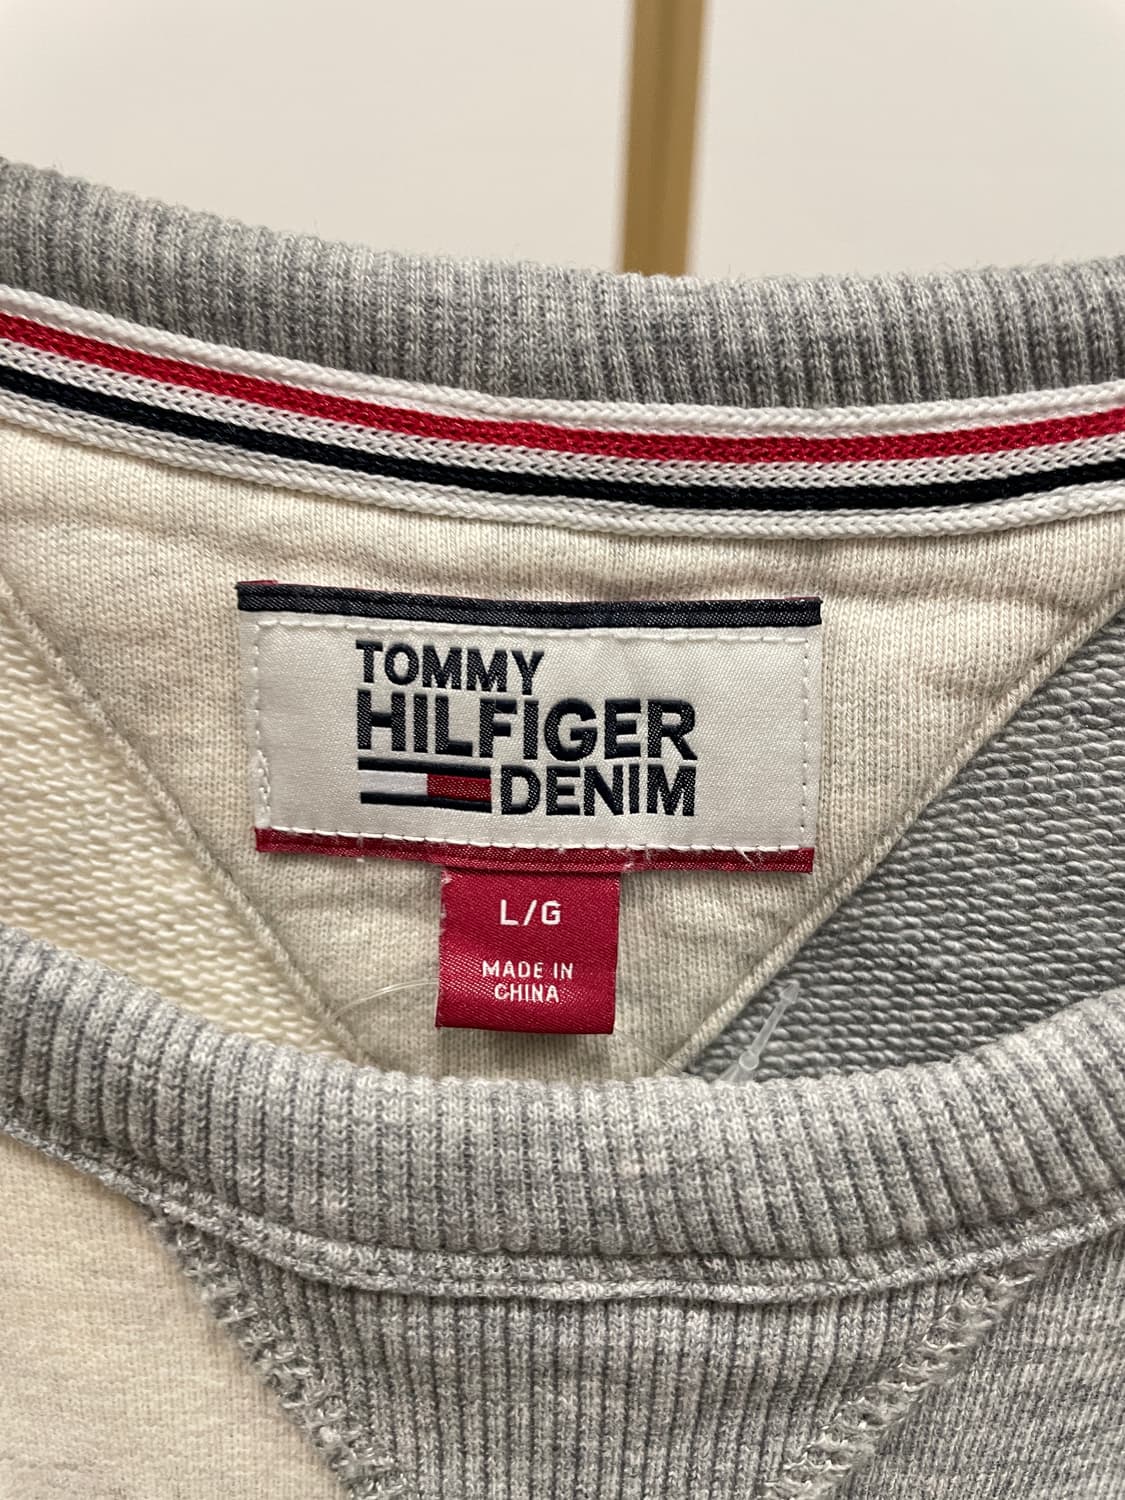 TOMMY
HILFIGER
DENIM
L/G
MADE IN
CHINA